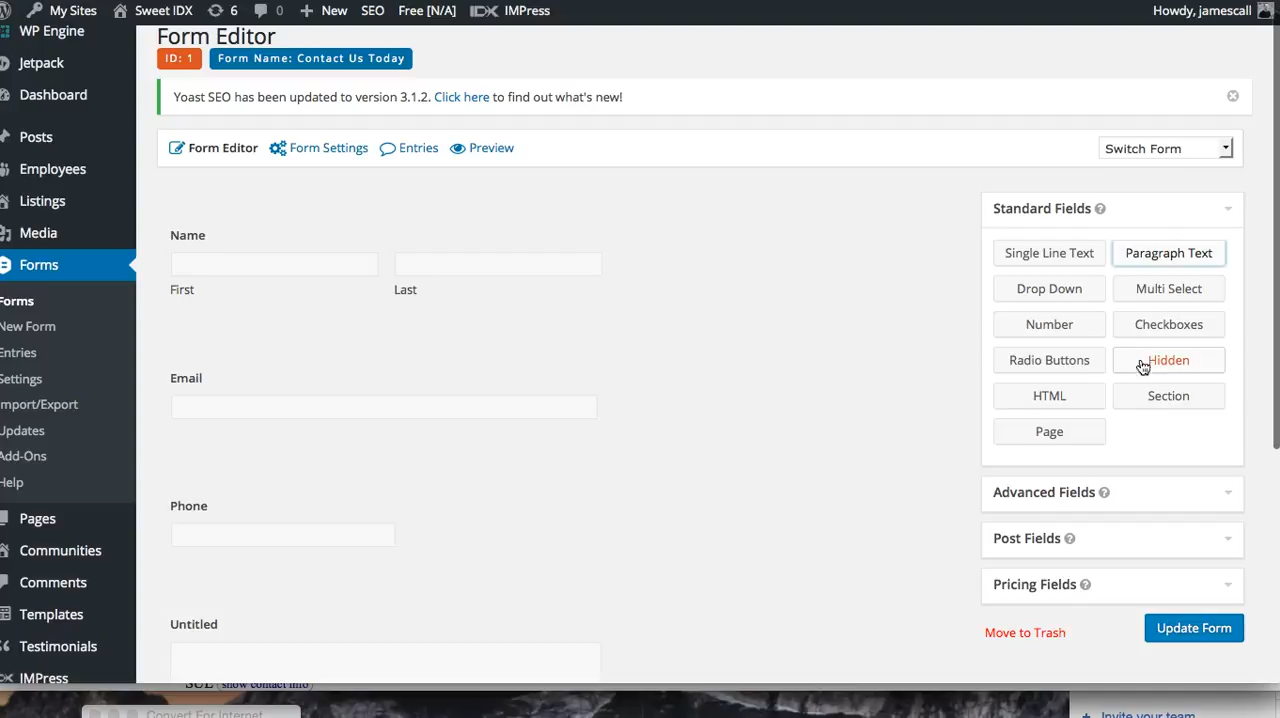 My Sites Sweet IDX 6 0 New SEO Free [N/A] IDX IMPress Howdy, jamescall
WP Engine
Jetpack
Dashboard
Posts
Employees
Listings
Media
Forms
Forms
New Form
Entries
Settings
Import/Export
Updates
Add-Ons
Help
Pages
Communities
Comments
Templates
Testimonials
IMPress
Form Editor
ID: 1 Form Name: Contact Us Today
Yoast SEO has been updated to version 3.1.2. Click here to find out what's new!
Form Editor Form Settings Entries Preview Switch Form
Name
First Last
Email
Phone
Untitled
Standard Fields
Single Line Text Paragraph Text
Drop Down Multi Select
Number Checkboxes
Radio Buttons Hidden
HTML Section
Page
Advanced Fields
Post Fields
Pricing Fields
Move to Trash Update Form
(show contact info)
Convert For Internet
+ Invite your team